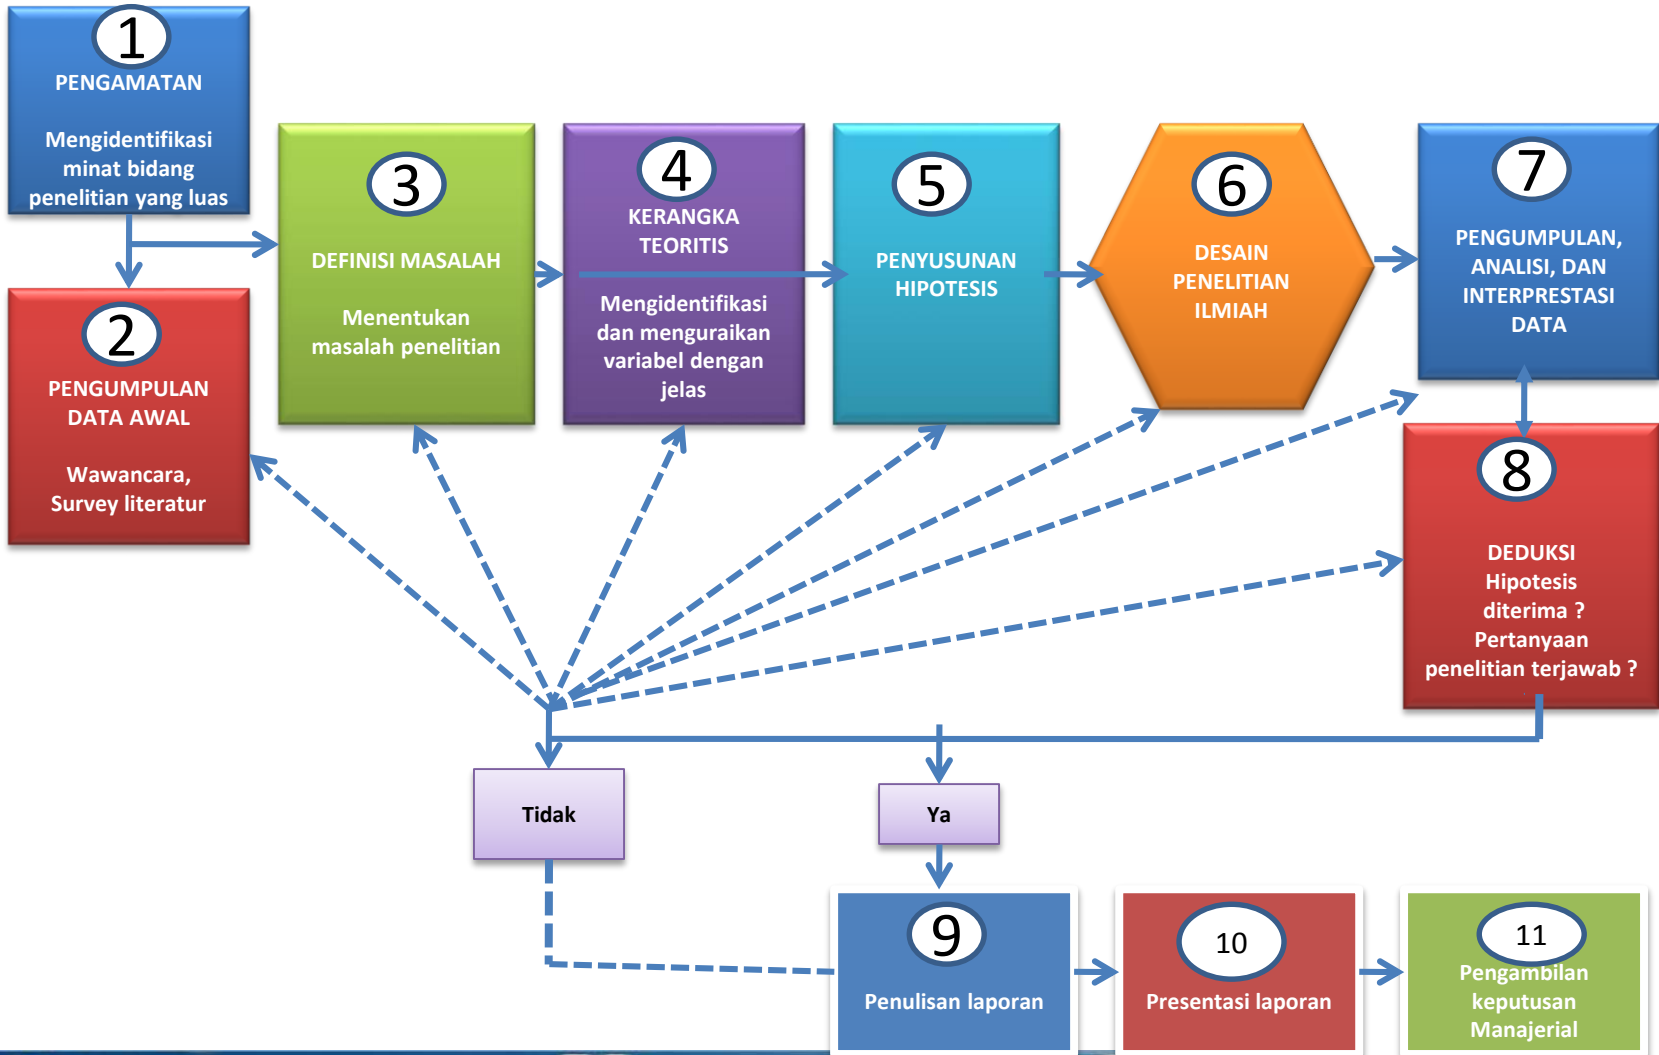 1
PENGAMATAN
Mengidentifikasi
minat bidang
penelitian yang luas
2
PENGUMPULAN
DATA AWAL
Wawancara,
Survey literatur
3
DEFINISI MASALAH
Menentukan
masalah penelitian
4
KERANGKA
TEORITIS
Mengidentifikasi
dan menguraikan
variabel dengan
jelas
5
PENYUSUNAN
HIPOTESIS
6
DESAIN
PENELITIAN
ILMIAH
7
PENGUMPULAN,
ANALISI, DAN
INTERPRESTASI
DATA
8
DEDUKSI
Hipotesis
diterima ?
Pertanyaan
penelitian terjawab ?
Tidak
Ya
9
Penulisan laporan
10
Presentasi laporan
11
Pengambilan
keputusan
Manajerial